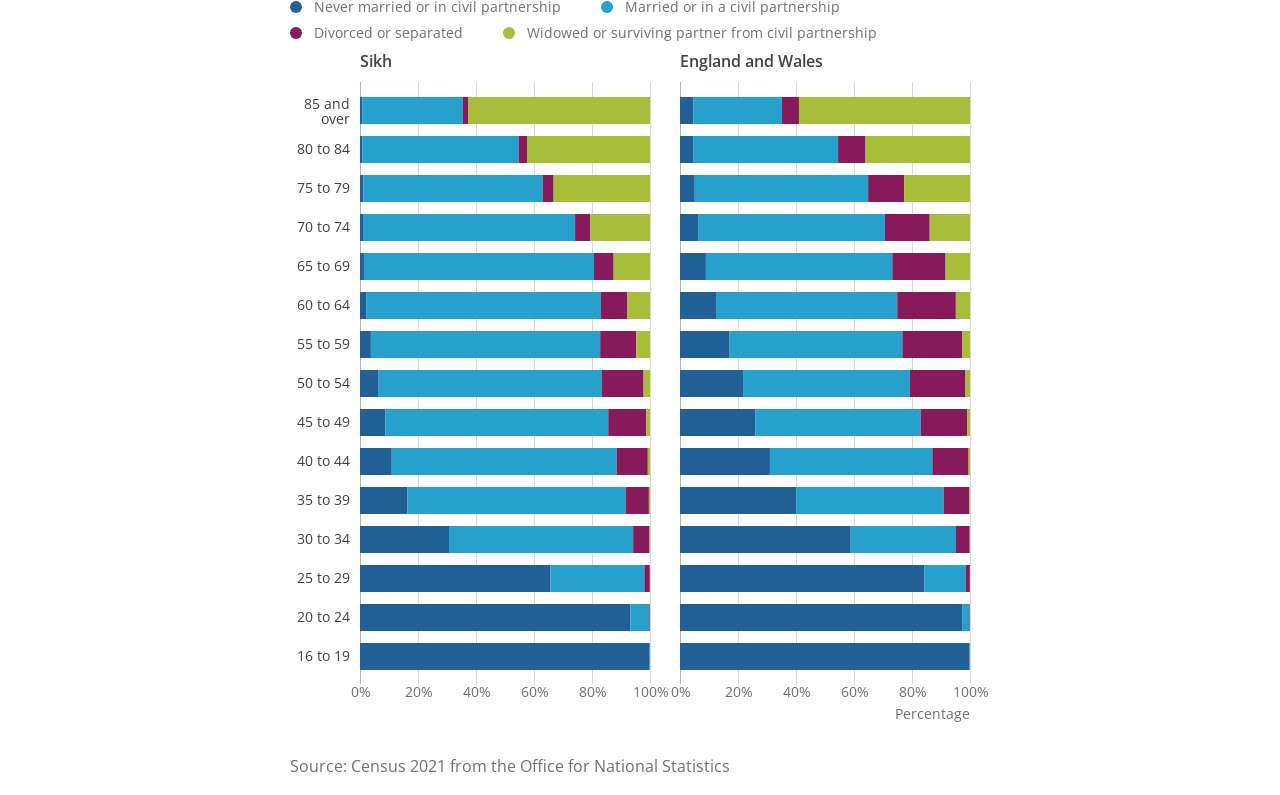 Never married or in civil partnership Married or in a civil partnership
Divorced or separated Widowed or surviving partner from civil partnership
Sikh England and Wales
85 and
over
80 to 84
75 to 79
70 to 74
65 to 69
60 to 64
55 to 59
50 to 54
45 to 49
40 to 44
35 to 39
30 to 34
25 to 29
20 to 24
16 to 19
0% 20% 40% 60% 80% 100% 0% 20% 40% 60% 80% 100%
Percentage
Source: Census 2021 from the Office for National Statistics